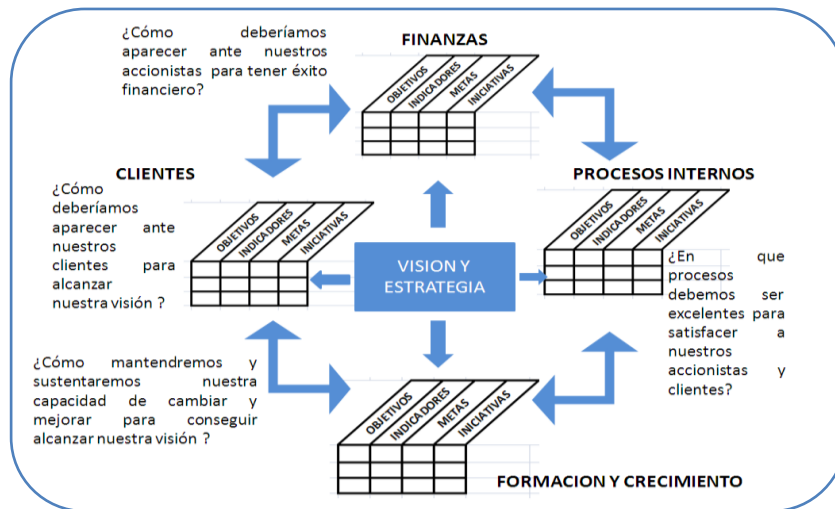 ¿Cómo deberíamos
aparecer ante nuestros
accionistas para tener éxito
financiero?
FINANZAS
OBJETIVOS
INDICADORES
METAS
INICIATIVAS
CLIENTES
¿Cómo
deberíamos
aparecer ante
nuestros
clientes para
alcanzar
nuestra visión ?
OBJETIVOS
INDICADORES
METAS
INICIATIVAS
VISION Y
ESTRATEGIA
PROCESOS INTERNOS
OBJETIVOS
INDICADORES
METAS
INICIATIVAS
¿En que
procesos
debemos ser
excelentes para
satisfacer a
nuestros
accionistas y
clientes?
¿Cómo mantendremos y
sustentaremos nuestra
capacidad de cambiar y
mejorar para conseguir
alcanzar nuestra visión ?
OBJETIVOS
INDICADORES
METAS
INICIATIVAS
FORMACION Y CRECIMIENTO